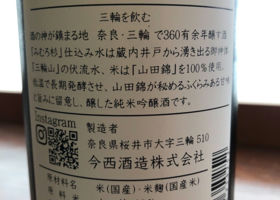 三輪を飲む
酒の神が鎮まる地 奈良・三輪で360有余年醸す酒
『みむろ杉』仕込み水は蔵内井戸から湧き出る御神体
『三輪山』の伏流水、米は「山田錦」を100%使用。
低温で長期発酵させ、山田錦が秘めるふくらみある甘味
と旨みに留意し、醸した純米吟醸酒です。
Instagram
製造者
奈良県桜井市大字三輪510
今西酒造株式会社
原材料名
米(国産)・米麹(国産米)